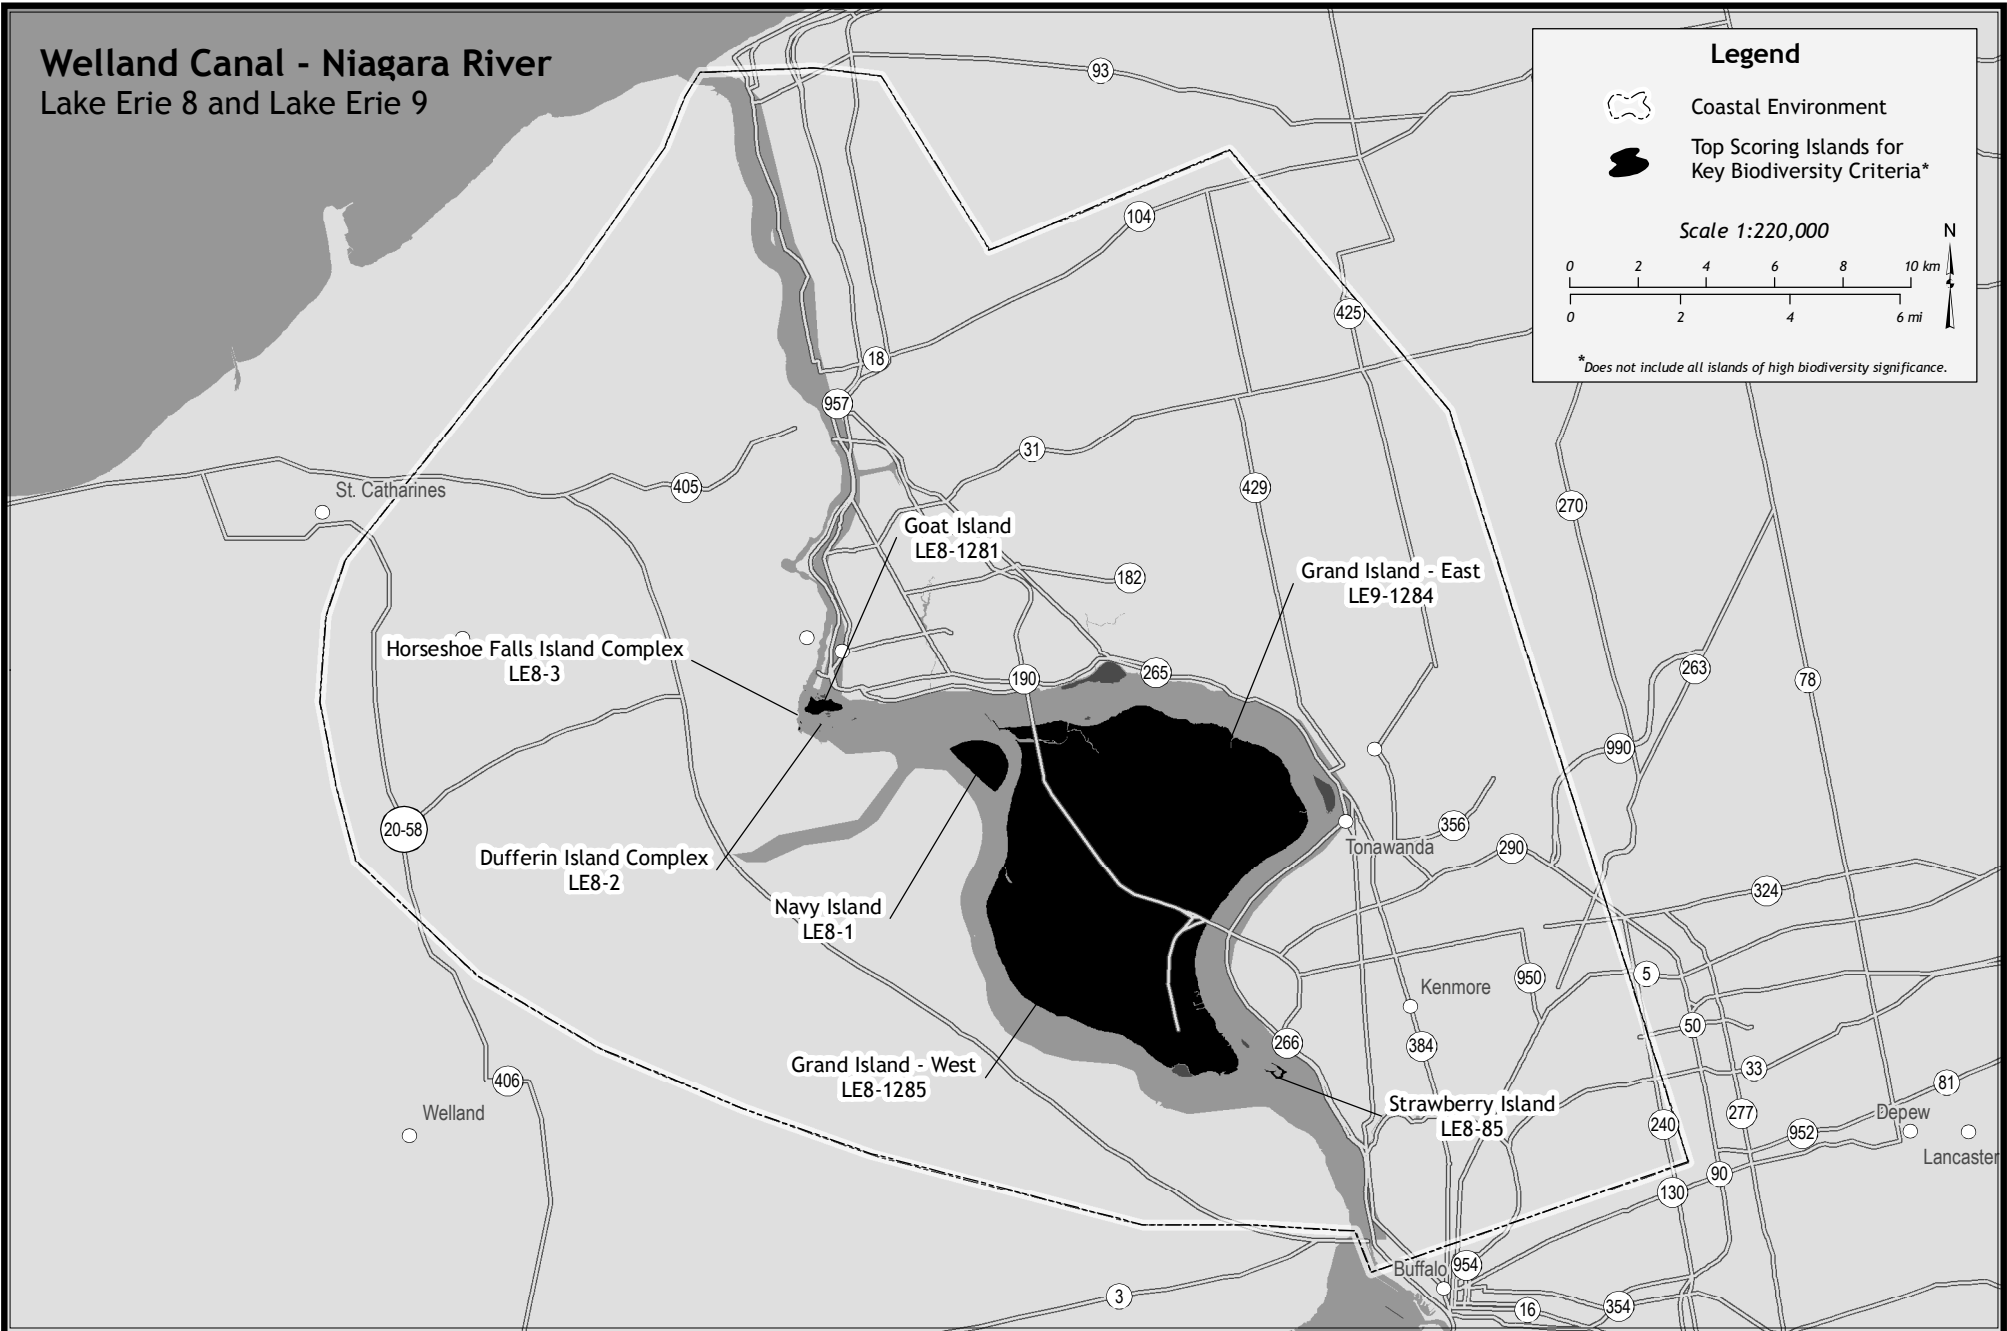 Welland Canal - Niagara River
Lake Erie 8 and Lake Erie 9
Legend
Coastal Environment
Top Scoring Islands for
Key Biodiversity Criteria*
Scale 1:220,000
N
0 2 4 6 8 10 km
0 2 4 6 mi
*Does not include all islands of high biodiversity significance.
93
104
425
18
957
31
405
St. Catharines
429
270
Goat Island
LE8-1281
182
Grand Island - East
LE9-1284
Horseshoe Falls Island Complex
LE8-3
190
265
263
78
990
20-58
356
Tonawanda
290
Dufferin Island Complex
LE8-2
324
Navy Island
LE8-1
950
5
Kenmore
50
266
384
33
Grand Island - West
LE8-1285
406
81
Welland
Strawberry Island
LE8-85
240
277
952
Depew
Lancaster
90
130
Buffalo
954
3
16
354